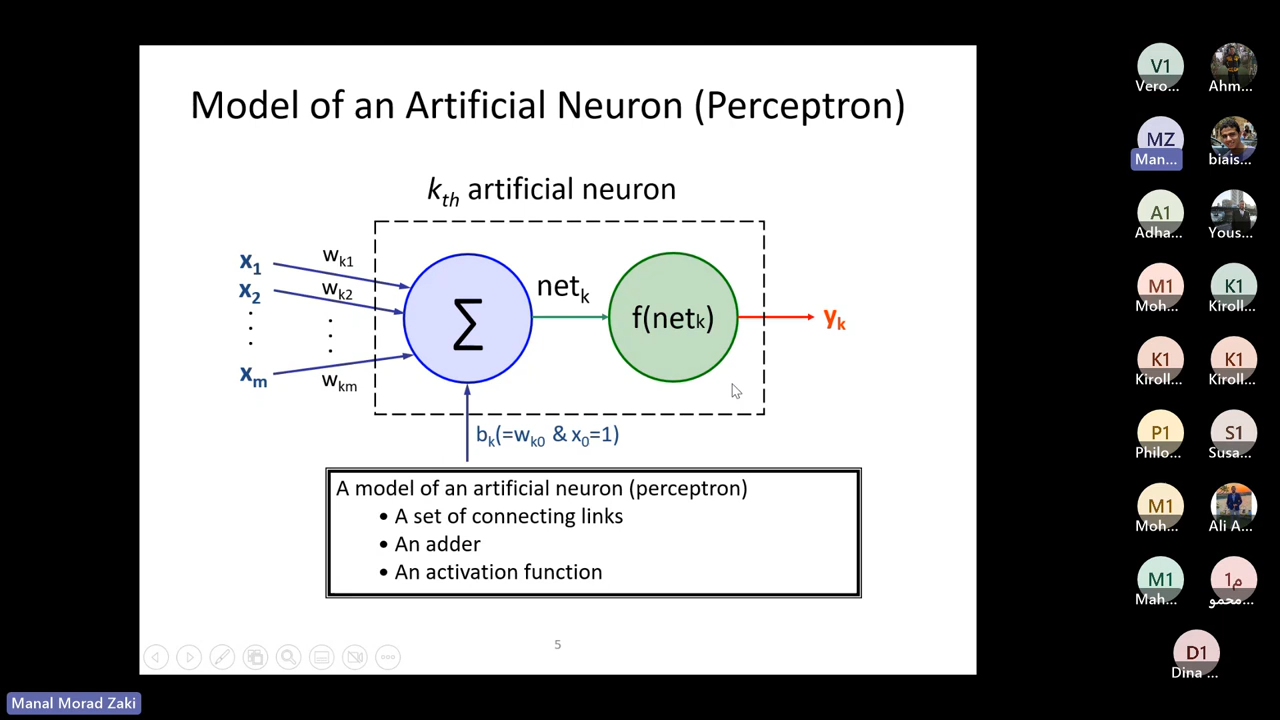 Model of an Artificial Neuron (Perceptron)
kth artificial neuron
x1
wk1
x2
wk2
xm
wkm
∑
netk
f(netk)
yk
bk(=wk0 & x0=1)
A model of an artificial neuron (perceptron)
• A set of connecting links
• An adder
• An activation function
5
Manal Morad Zaki
V1
Vero...
Ahm...
MZ
Man...
biais...
A1
Adha...
Yous...
M1
Moh...
K1
Kiroll...
K1
Kiroll...
K1
Kiroll...
P1
Philo...
S1
Susa...
M1
Moh...
Ali A...
M1
Mah...
م1
محمو...
D1
Dina ...